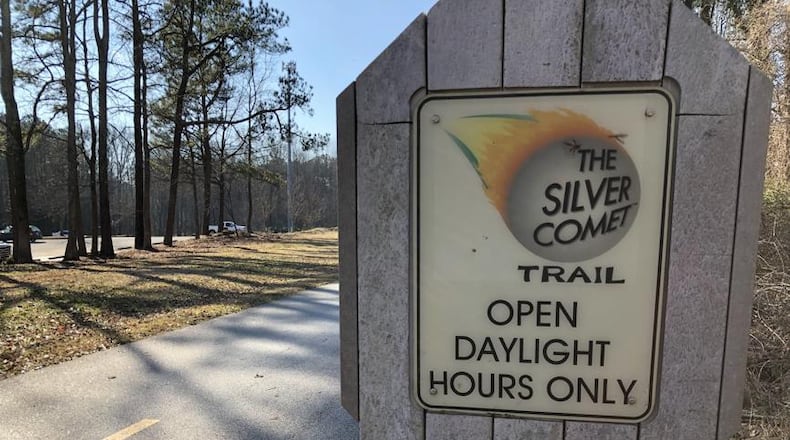 THE
SILVER
COMET
TRAIL
OPEN
DAYLIGHT
HOURS ONLY